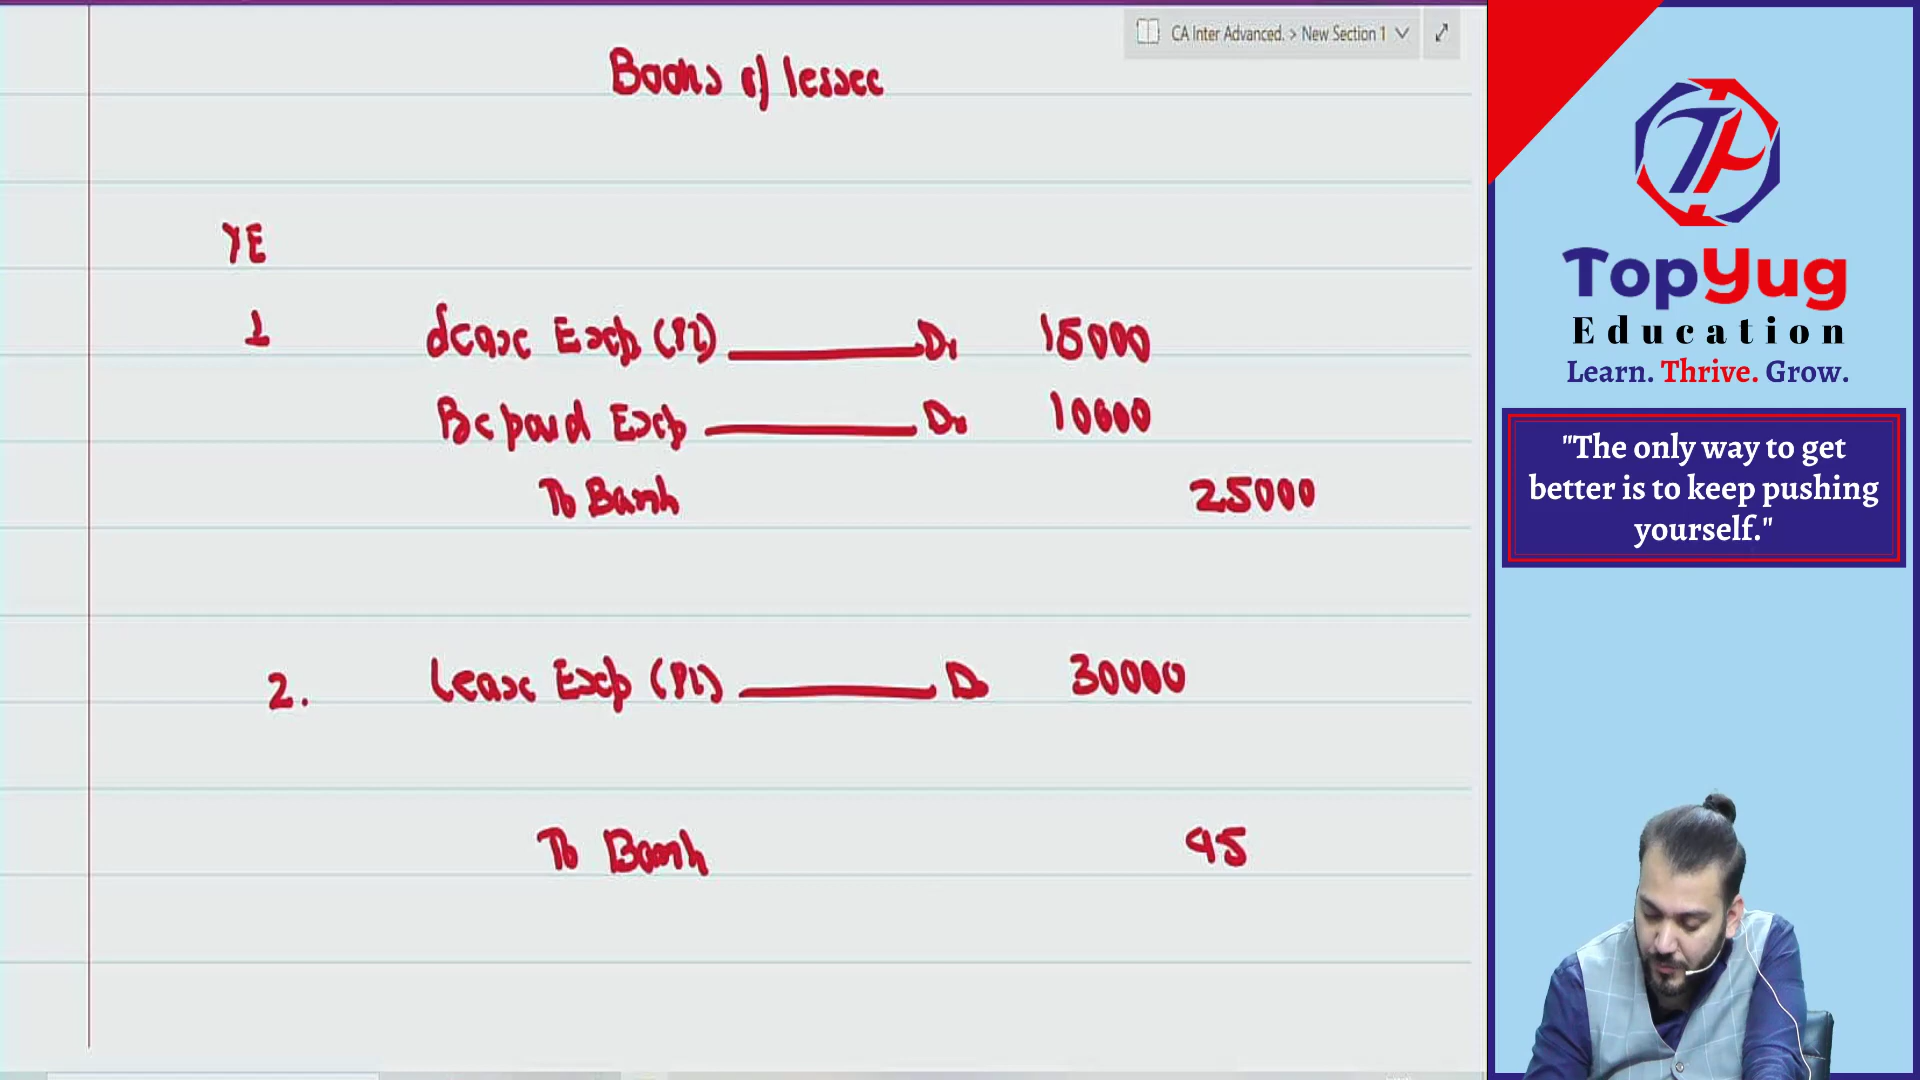 CA Inter Advanced. > New Section 1
Books of lessee
YE
1 Lease Exp (PL) Dr 15000
Prepaid Exp Dr 10000
To Bank 25000
2. Lease Exp (PL) Dr 30000
To Bank 45
TopYug
Education
Learn. Thrive. Grow.
"The only way to get
better is to keep pushing
yourself."